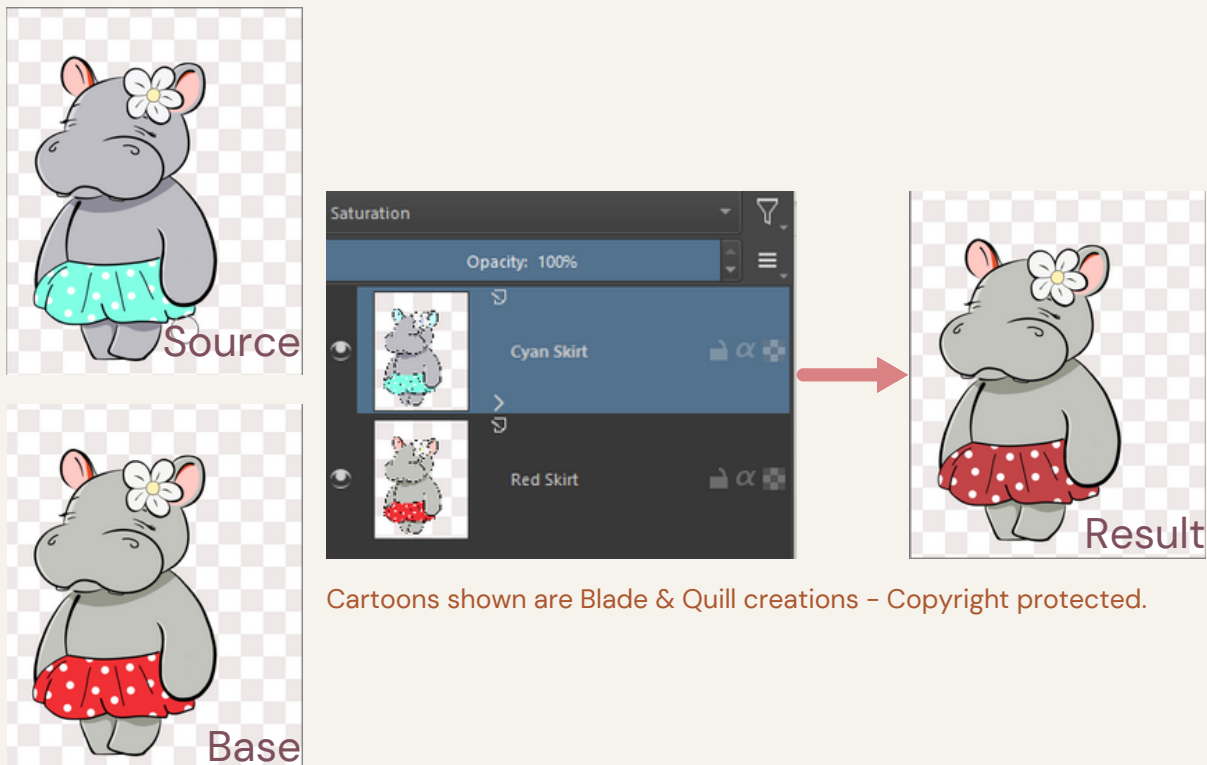 Source
Saturation
Opacity: 100%
Cyan Skirt
Red Skirt
Result
Cartoons shown are Blade & Quill creations – Copyright protected.
Base